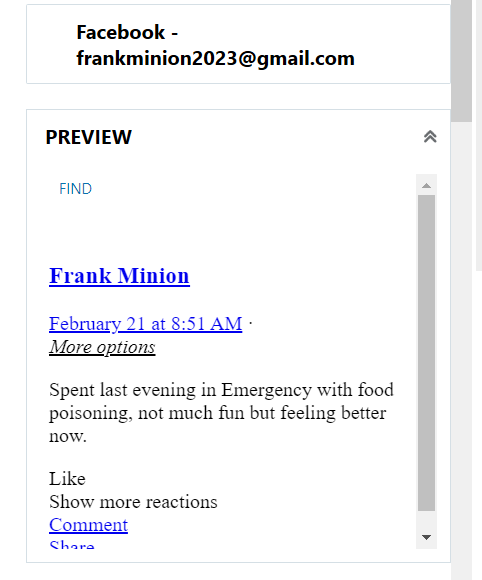 Facebook -
frankminion2023@gmail.com
PREVIEW
FIND
Frank Minion
February 21 at 8:51 AM ·
More options
Spent last evening in Emergency with food
poisoning, not much fun but feeling better
now.
Like
Show more reactions
Comment
Share